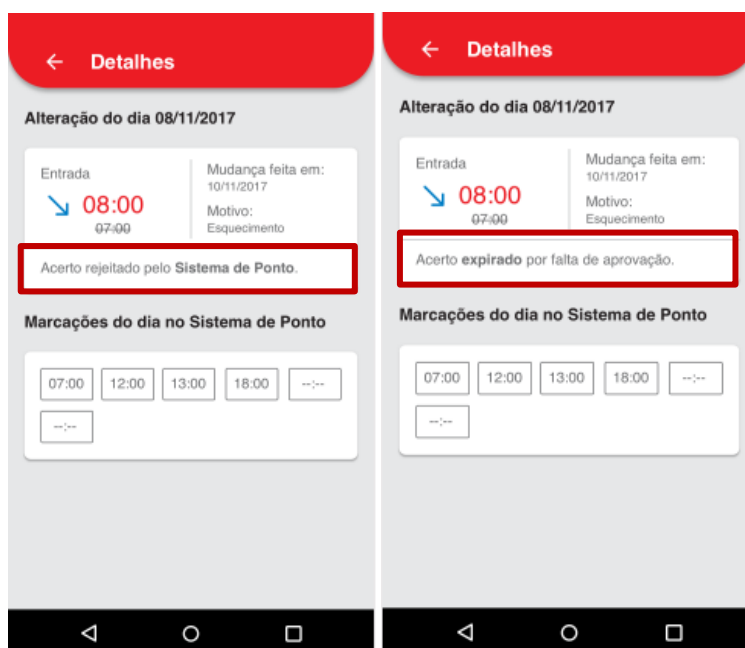 Detalhes
Alteração do dia 08/11/2017
Entrada
08:00
07:00
Mudança feita em:
10/11/2017
Motivo:
Esquecimento
Acerto rejeitado pelo Sistema de Ponto.
Marcações do dia no Sistema de Ponto
07:00 12:00 13:00 18:00 --:--
--:--
Detalhes
Alteração do dia 08/11/2017
Entrada
08:00
07:00
Mudança feita em:
10/11/2017
Motivo:
Esquecimento
Acerto expirado por falta de aprovação.
Marcações do dia no Sistema de Ponto
07:00 12:00 13:00 18:00 --:--
--:--